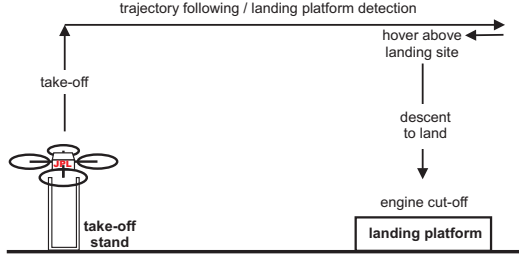 trajectory following / landing platform detection
hover above
landing site
take-off
descent
to land
JPL
engine cut-off
take-off
stand
landing platform